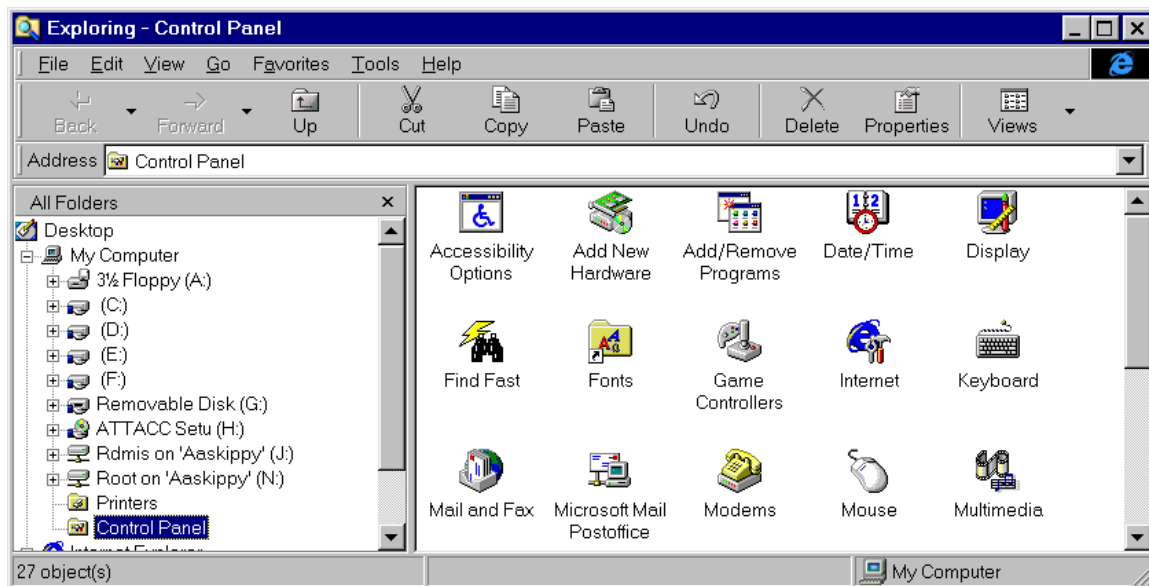 Exploring - Control Panel
File Edit View Go Favorites Tools Help
Back Forward Up Cut Copy Paste Undo Delete Properties Views
Address Control Panel
All Folders
Desktop
My Computer
3½ Floppy (A:)
(C:)
(D:)
(E:)
(F:)
Removable Disk (G:)
ATTACC Setu (H:)
Rdmis on 'Aaskippy' (J:)
Root on 'Aaskippy' (N:)
Printers
Control Panel
Internet Explorer
Accessibility Options
Add New Hardware
Add/Remove Programs
Date/Time
Display
Find Fast
Fonts
Game Controllers
Internet
Keyboard
Mail and Fax
Microsoft Mail Postoffice
Modems
Mouse
Multimedia
27 object(s)
My Computer